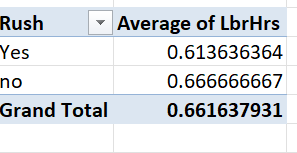 Rush Average of LbrHrs
Yes 0.613636364
no 0.666666667
Grand Total 0.661637931